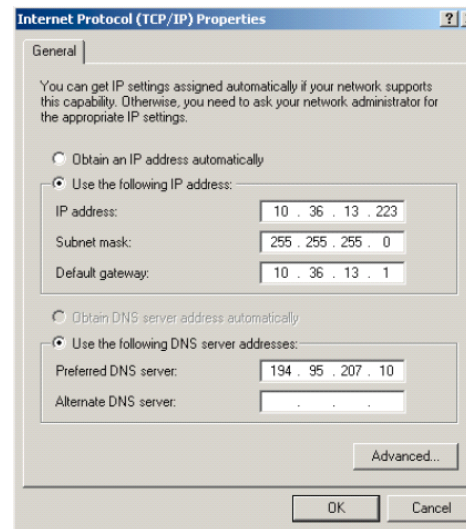 Internet Protocol (TCP/IP) Properties
General
You can get IP settings assigned automatically if your network supports
this capability. Otherwise, you need to ask your network administrator for
the appropriate IP settings.
Obtain an IP address automatically
Use the following IP address:
IP address: 10 . 36 . 13 . 223
Subnet mask: 255 . 255 . 255 . 0
Default gateway: 10 . 36 . 13 . 1
Obtain DNS server address automatically
Use the following DNS server addresses:
Preferred DNS server: 194 . 95 . 207 . 10
Alternate DNS server: . . .
Advanced...
OK Cancel